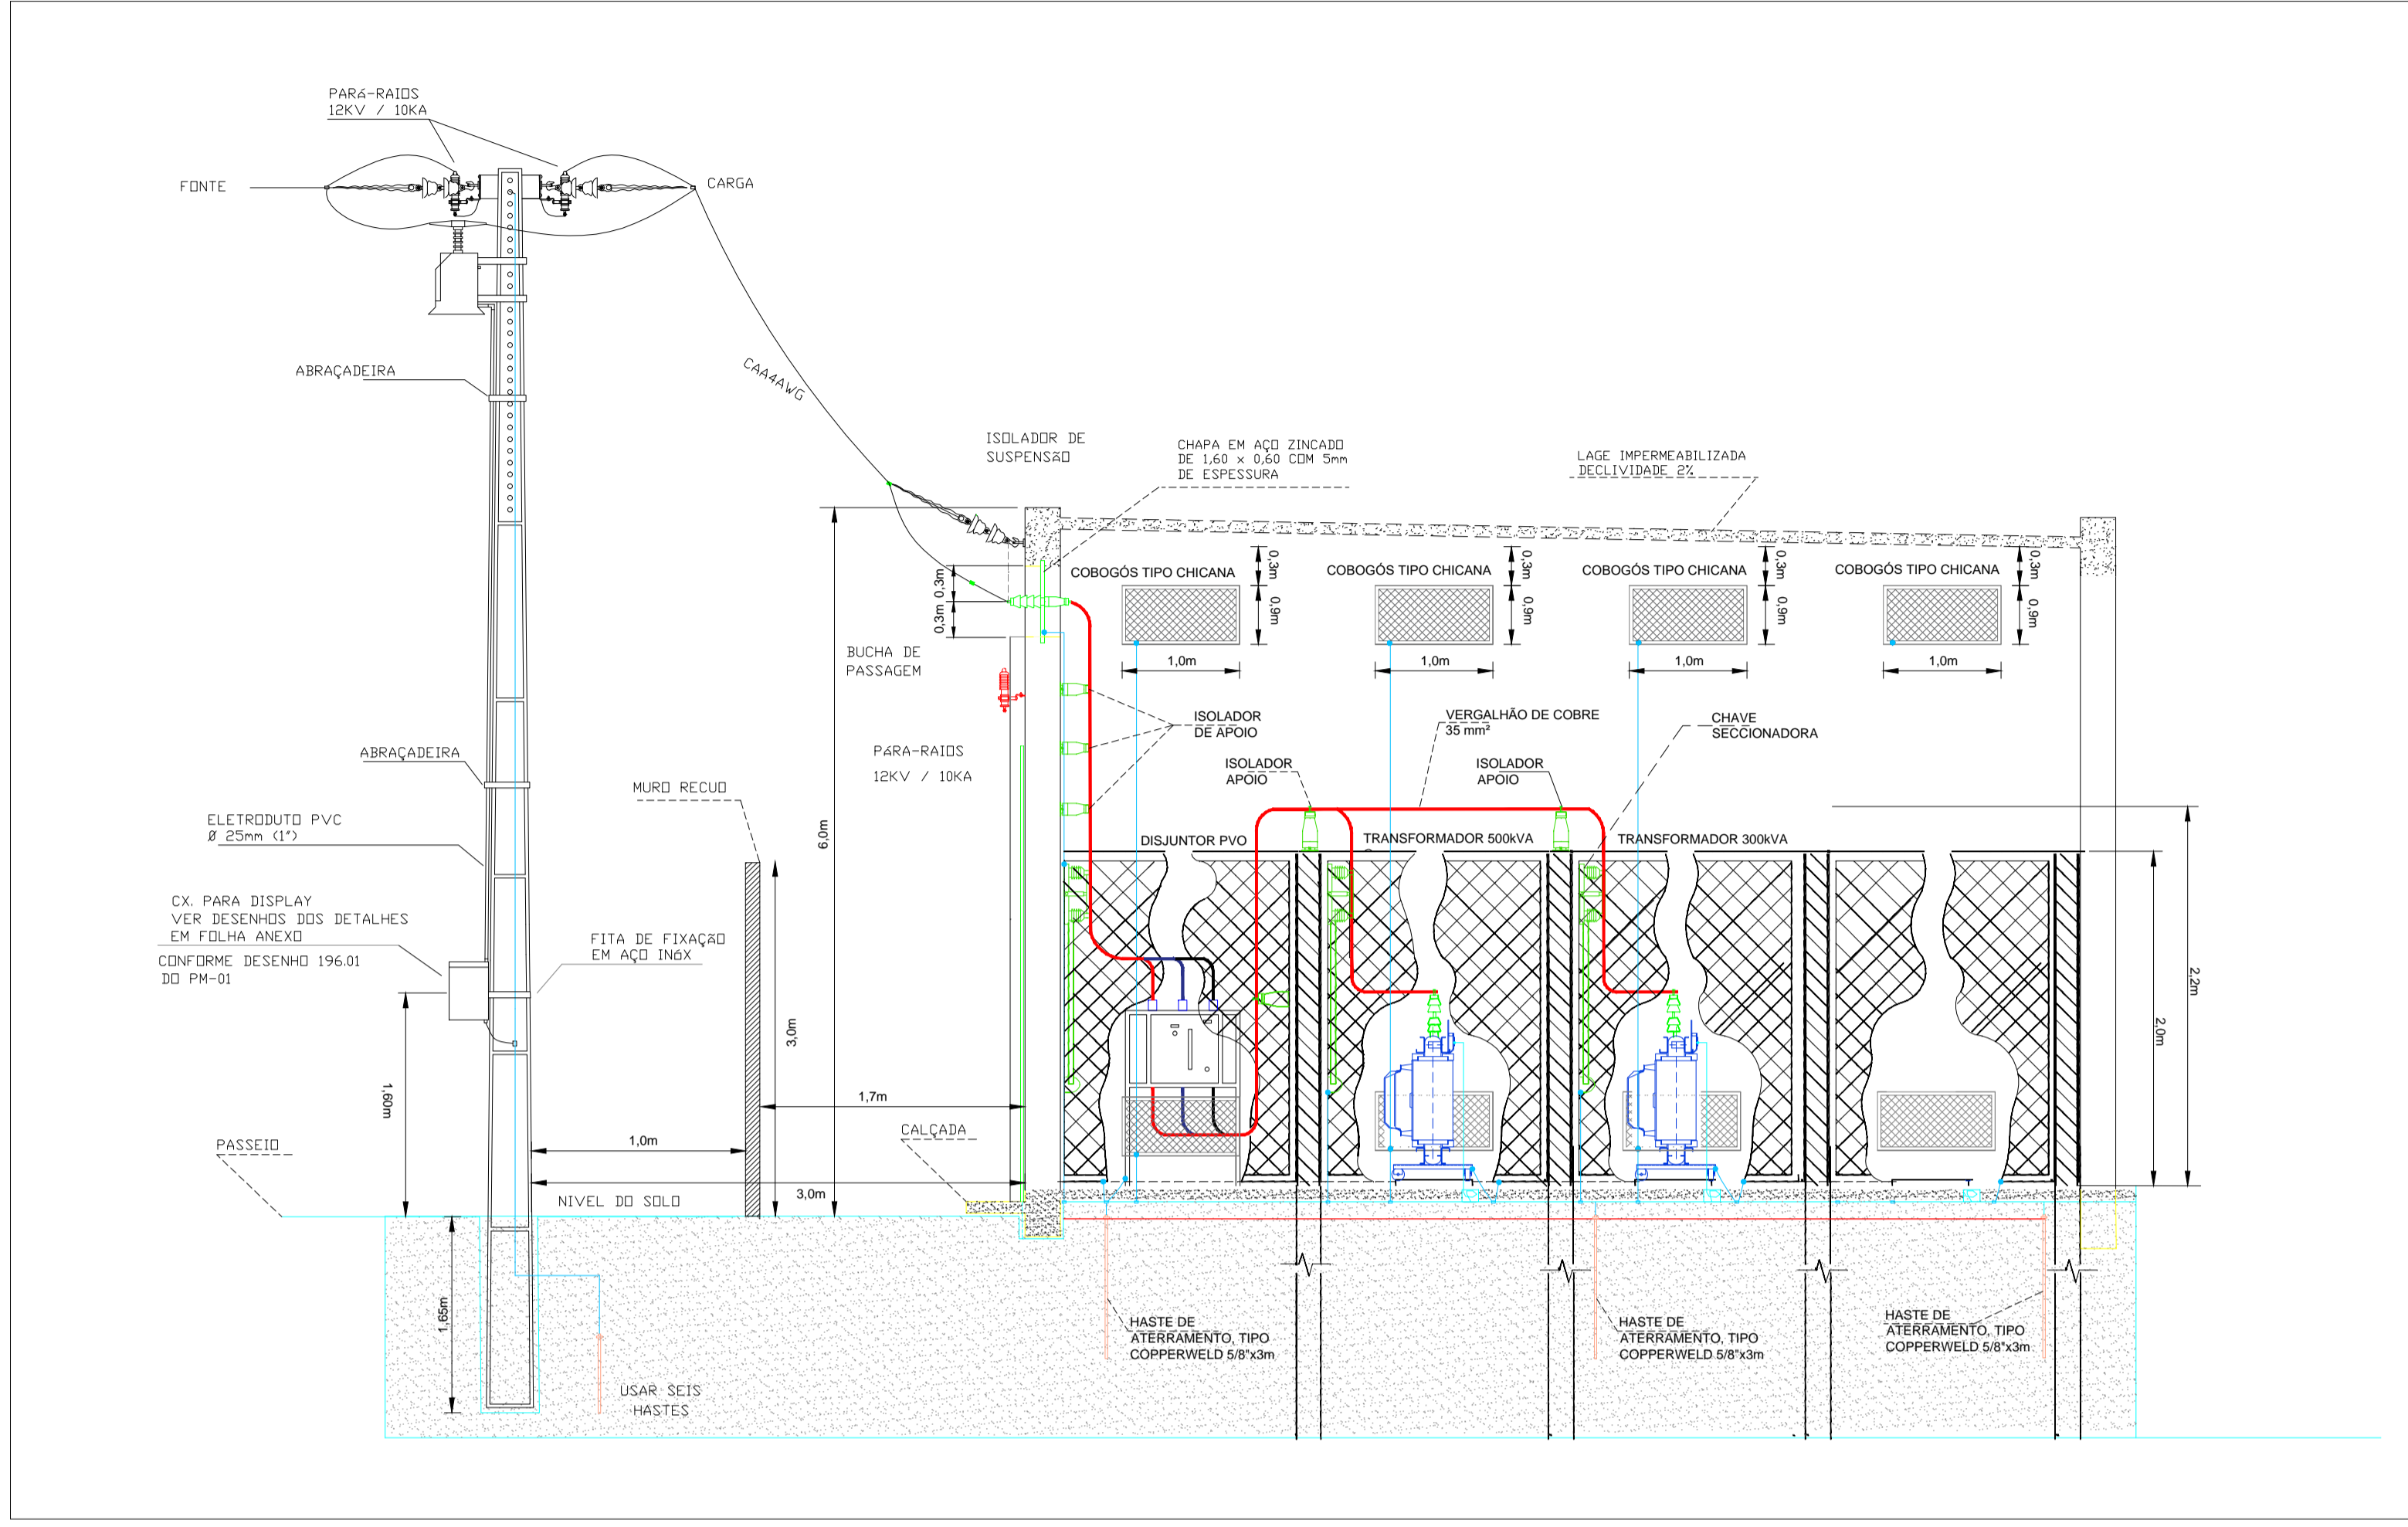 PARá-RAIOS
12KV / 10KA
FONTE
CARGA
ABRAÇADEIRA
CAA4AWG
ISOLADOR DE
SUSPENSãO
CHAPA EM AÇO ZINCADO
DE 1,60 x 0,60 COM 5mm
DE ESPESSURA
LAGE IMPERMEABILIZADA
DECLIVIDADE 2%
COBOGÓS TIPO CHICANA
COBOGÓS TIPO CHICANA
COBOGÓS TIPO CHICANA
COBOGÓS TIPO CHICANA
0,3m
0,3m
0,3m
0,3m
0,9m
0,9m
0,9m
0,9m
0,3m
0,3m
6,0m
1,0m
1,0m
1,0m
1,0m
BUCHA DE
PASSAGEM
ISOLADOR
DE APOIO
VERGALHÃO DE COBRE
35 mm²
CHAVE
SECCIONADORA
ABRAÇADEIRA
PáRA-RAIOS
12KV / 10KA
ISOLADOR
APOIO
ISOLADOR
APOIO
MURO RECUO
ELETRODUTO PVC
Ø 25mm (1")
DISJUNTOR PVO
TRANSFORMADOR 500kVA
TRANSFORMADOR 300kVA
CX. PARA DISPLAY
VER DESENHOS DOS DETALHES
EM FOLHA ANEXO
CONFORME DESENHO 196.01
DO PM-01
FITA DE FIXAÇãO
EM AÇO INóX
2,2m
2,0m
3,0m
1,60m
1,7m
CALÇADA
PASSEIO
1,0m
3,0m
NIVEL DO SOLO
1,65m
HASTE DE
ATERRAMENTO, TIPO
COPPERWELD 5/8"x3m
HASTE DE
ATERRAMENTO, TIPO
COPPERWELD 5/8"x3m
HASTE DE
ATERRAMENTO, TIPO
COPPERWELD 5/8"x3m
USAR SEIS
HASTES